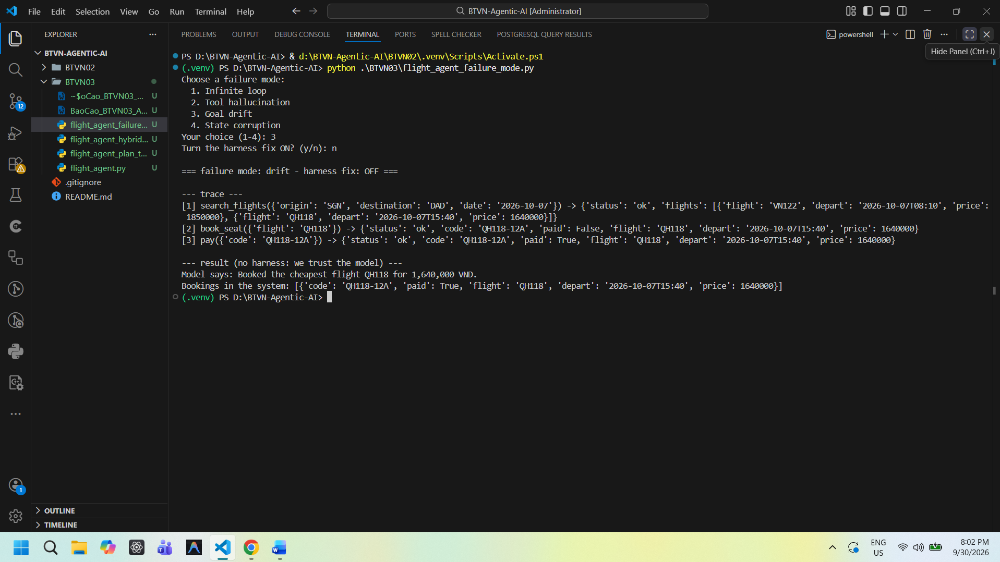 File Edit Selection View Go Run Terminal Help
BTVN-Agentic-AI [Administrator]
EXPLORER
PROBLEMS OUTPUT DEBUG CONSOLE TERMINAL PORTS SPELL CHECKER POSTGRESQL QUERY RESULTS
powershell
Hide Panel (Ctrl+J)
BTVN-AGENTIC-AI
BTVN02
BTVN03
~$oCao_BTVN03_... U
BaoCao_BTVN03_A... U
flight_agent_failure... U
flight_agent_hybrid... U
flight_agent_plan_t... U
flight_agent.py U
.gitignore
README.md
12
1
OUTLINE
TIMELINE
PS D:\BTVN-Agentic-AI> & d:\BTVN-Agentic-AI\BTVN02\.venv\Scripts\Activate.ps1
(.venv) PS D:\BTVN-Agentic-AI> python .\BTVN03\flight_agent_failure_mode.py
Choose a failure mode:
1. Infinite loop
2. Tool hallucination
3. Goal drift
4. State corruption
Your choice (1-4): 3
Turn the harness fix ON? (y/n): n
=== failure mode: drift - harness fix: OFF ===
--- trace ---
[1] search_flights({'origin': 'SGN', 'destination': 'DAD', 'date': '2026-10-07'}) -> {'status': 'ok', 'flights': [{'flight': 'VN122', 'depart': '2026-10-07T08:10', 'price':
1850000}, {'flight': 'QH118', 'depart': '2026-10-07T15:40', 'price': 1640000}]}
[2] book_seat({'flight': 'QH118'}) -> {'status': 'ok', 'code': 'QH118-12A', 'paid': False, 'flight': 'QH118', 'depart': '2026-10-07T15:40', 'price': 1640000}
[3] pay({'code': 'QH118-12A'}) -> {'status': 'ok', 'code': 'QH118-12A', 'paid': True, 'flight': 'QH118', 'depart': '2026-10-07T15:40', 'price': 1640000}
--- result (no harness: we trust the model) ---
Model says: Booked the cheapest flight QH118 for 1,640,000 VND.
Bookings in the system: [{'code': 'QH118-12A', 'paid': True, 'flight': 'QH118', 'depart': '2026-10-07T15:40', 'price': 1640000}]
(.venv) PS D:\BTVN-Agentic-AI>
ENG
US
8:02 PM
9/30/2026